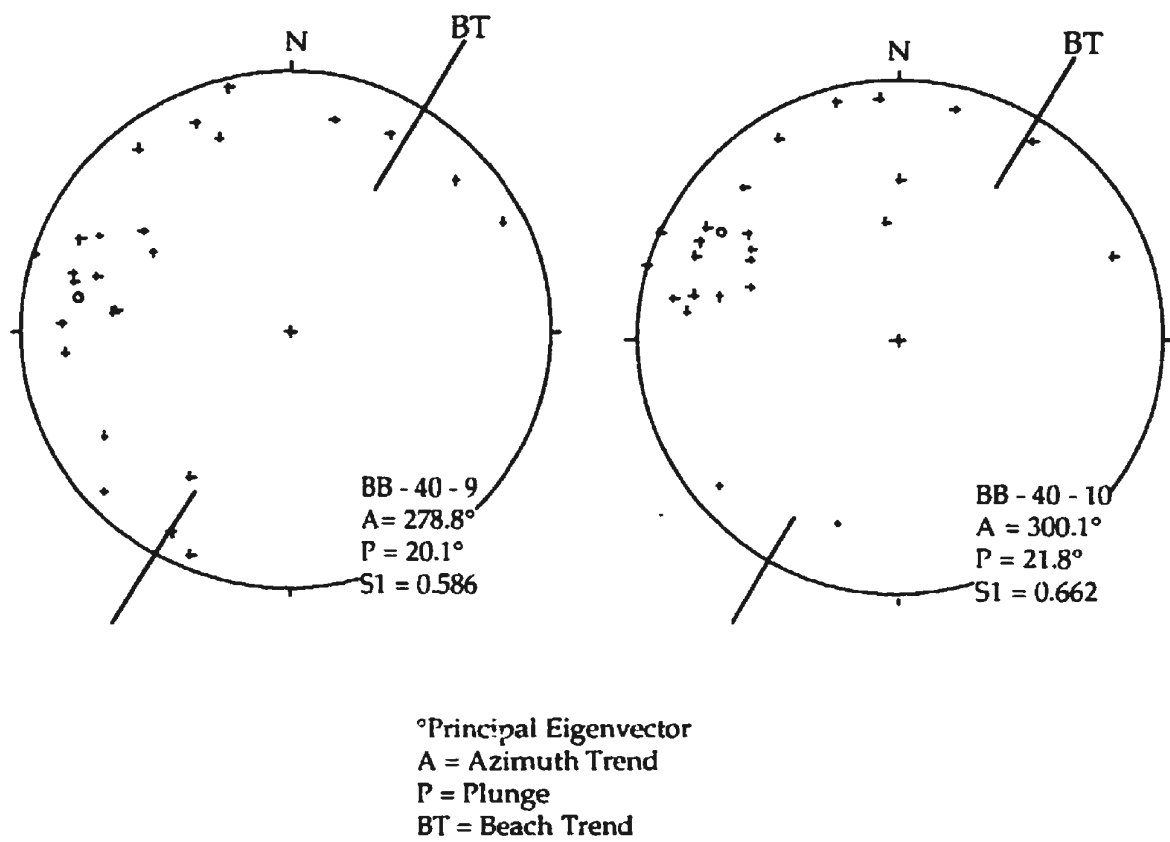 N
BT
BB - 40 - 9
A= 278.8°
P = 20.1°
S1 = 0.586
N
BT
BB - 40 - 10
A = 300.1°
P = 21.8°
S1 = 0.662
°Principal Eigenvector
A = Azimuth Trend
P = Plunge
BT = Beach Trend